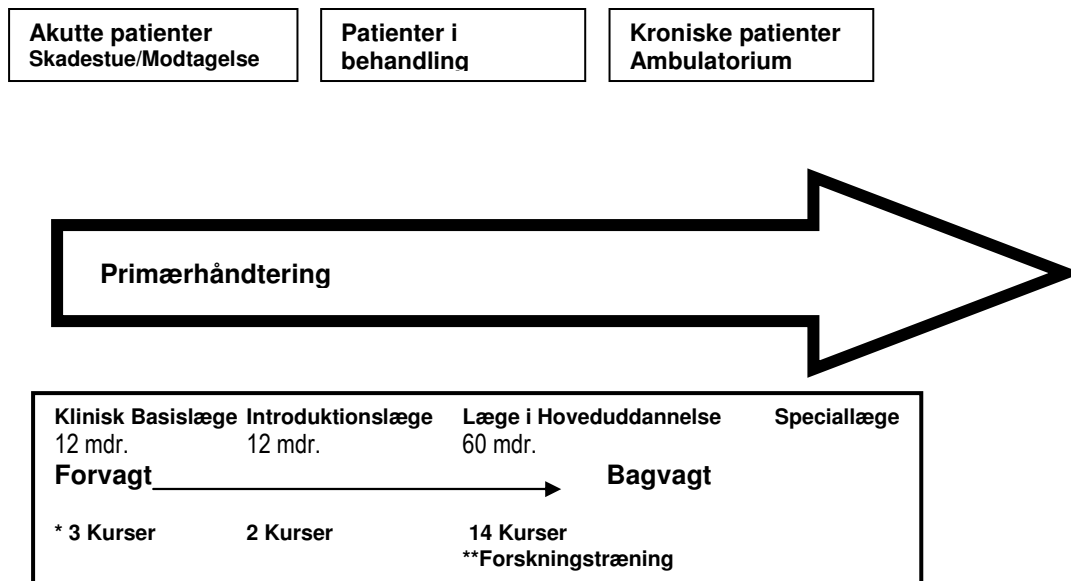 Akutte patienter
Skadestue/Modtagelse
Patienter i
behandling
Kroniske patienter
Ambulatorium
Primærhåndtering
Klinisk Basislæge Introduktionslæge Læge i Hoveduddannelse Speciallæge
12 mdr. 12 mdr. 60 mdr.
Forvagt Bagvagt
* 3 Kurser 2 Kurser 14 Kurser
**Forskningstræning